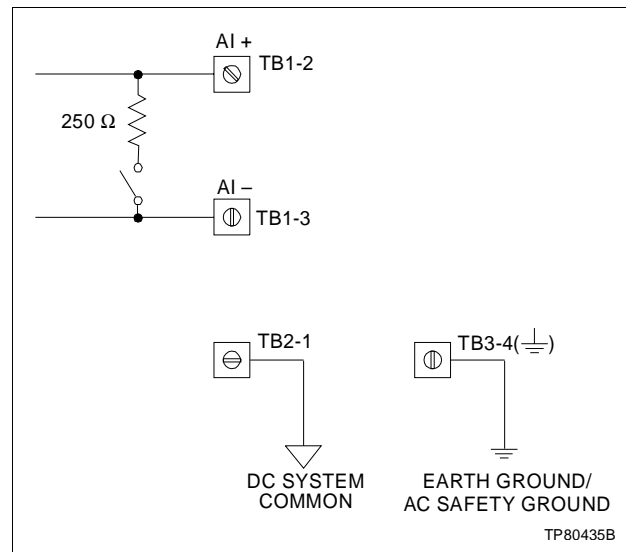 AI +
TB1-2
250 Ω
AI –
TB1-3
TB2-1
TB3-4(⏚)
DC SYSTEM
COMMON
EARTH GROUND/
AC SAFETY GROUND
TP80435B